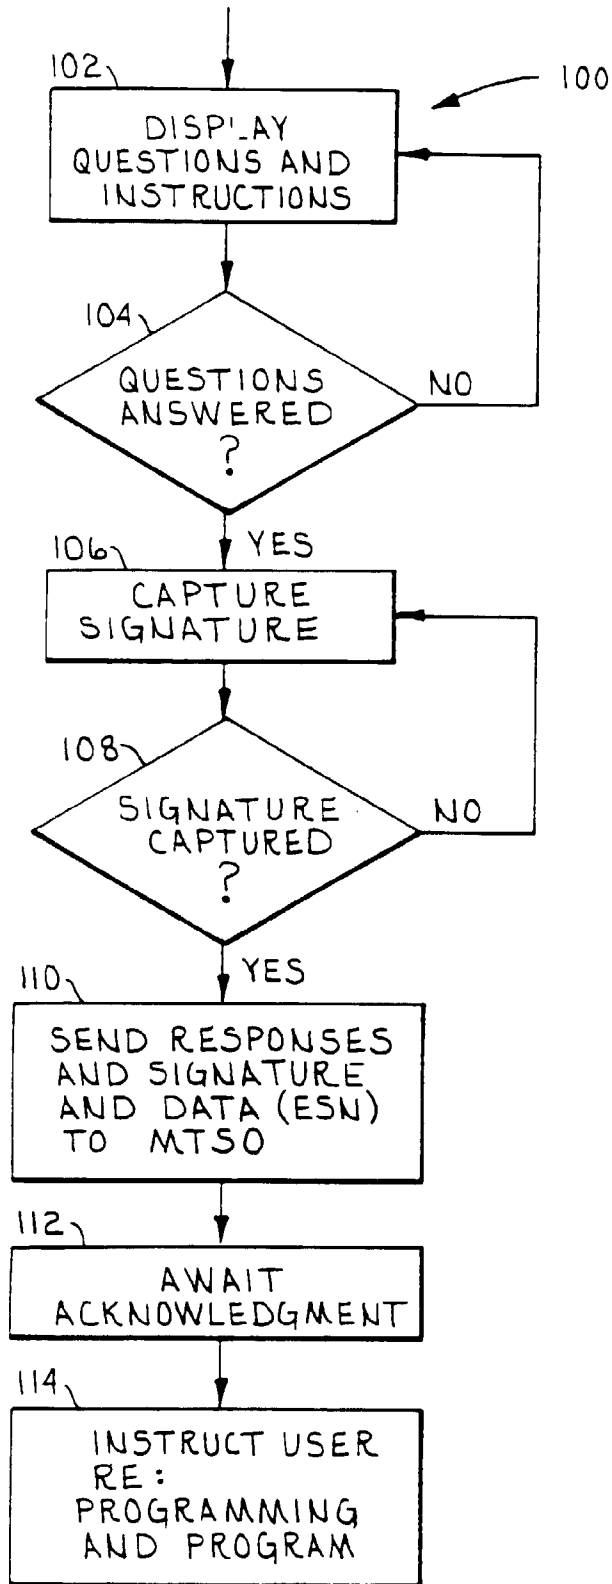 102
100
DISPLAY
QUESTIONS AND
INSTRUCTIONS
104
QUESTIONS
ANSWERED
?
NO
YES
106
CAPTURE
SIGNATURE
108
SIGNATURE
CAPTURED
?
NO
YES
110
SEND RESPONSES
AND SIGNATURE
AND DATA (ESN)
TO MTSO
112
AWAIT
ACKNOWLEDGMENT
114
INSTRUCT USER
RE:
PROGRAMMING
AND PROGRAM